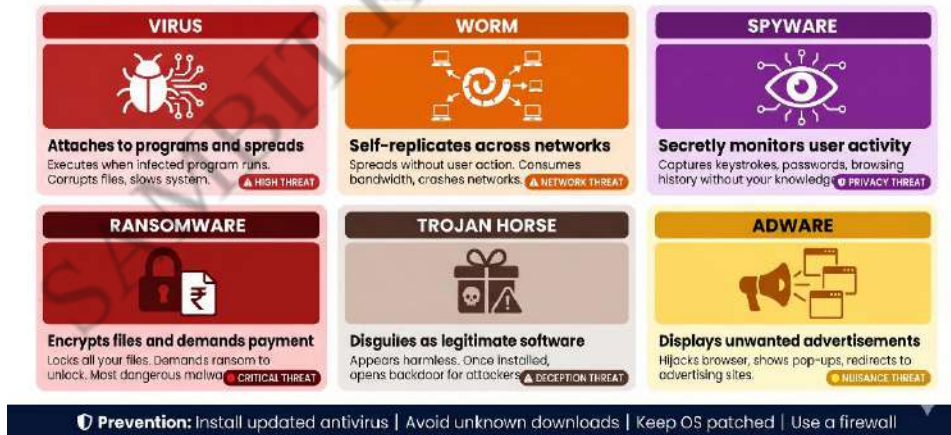 VIRUS
Attaches to programs and spreads
Executes when infected program runs.
Corrupts files, slows system.
HIGH THREAT
WORM
Self-replicates across networks
Spreads without user action. Consumes
bandwidth, crashes networks.
NETWORK THREAT
SPYWARE
Secretly monitors user activity
Captures keystrokes, passwords, browsing
history without your knowledg
PRIVACY THREAT
RANSOMWARE
₹
Encrypts files and demands payment
Locks all your files. Demands ransom to
unlock. Most dangerous malwa
CRITICAL THREAT
TROJAN HORSE
Disguises as legitimate software
Appears harmless. Once installed,
opens backdoor for attackers
DECEPTION THREAT
ADWARE
Displays unwanted advertisements
Hijacks browser, shows pop-ups, redirects to
advertising sites.
NUISANCE THREAT
Prevention: Install updated antivirus | Avoid unknown downloads | Keep OS patched | Use a firewall
SAMBIT